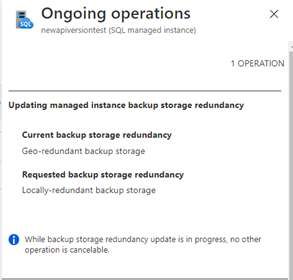 Ongoing operations
newapiversiontest (SQL managed instance)
SQL
1 OPERATION
Updating managed instance backup storage redundancy
Current backup storage redundancy
Geo-redundant backup storage
Requested backup storage redundancy
Locally-redundant backup storage
While backup storage redundancy update is in progress, no other
operation is cancelable.